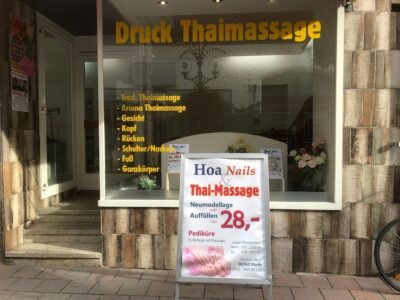 Druck Thaimassage
- Trad. Thaimassage
- Aroma Thaimassage
- Gesicht
- Kopf
- Rücken
- Schulter/Nacken
- Fuß
- Ganzkörper
Hoa Nails
&
Thai-Massage
Neumodellage
Auffüllen
28,-
Pediküre